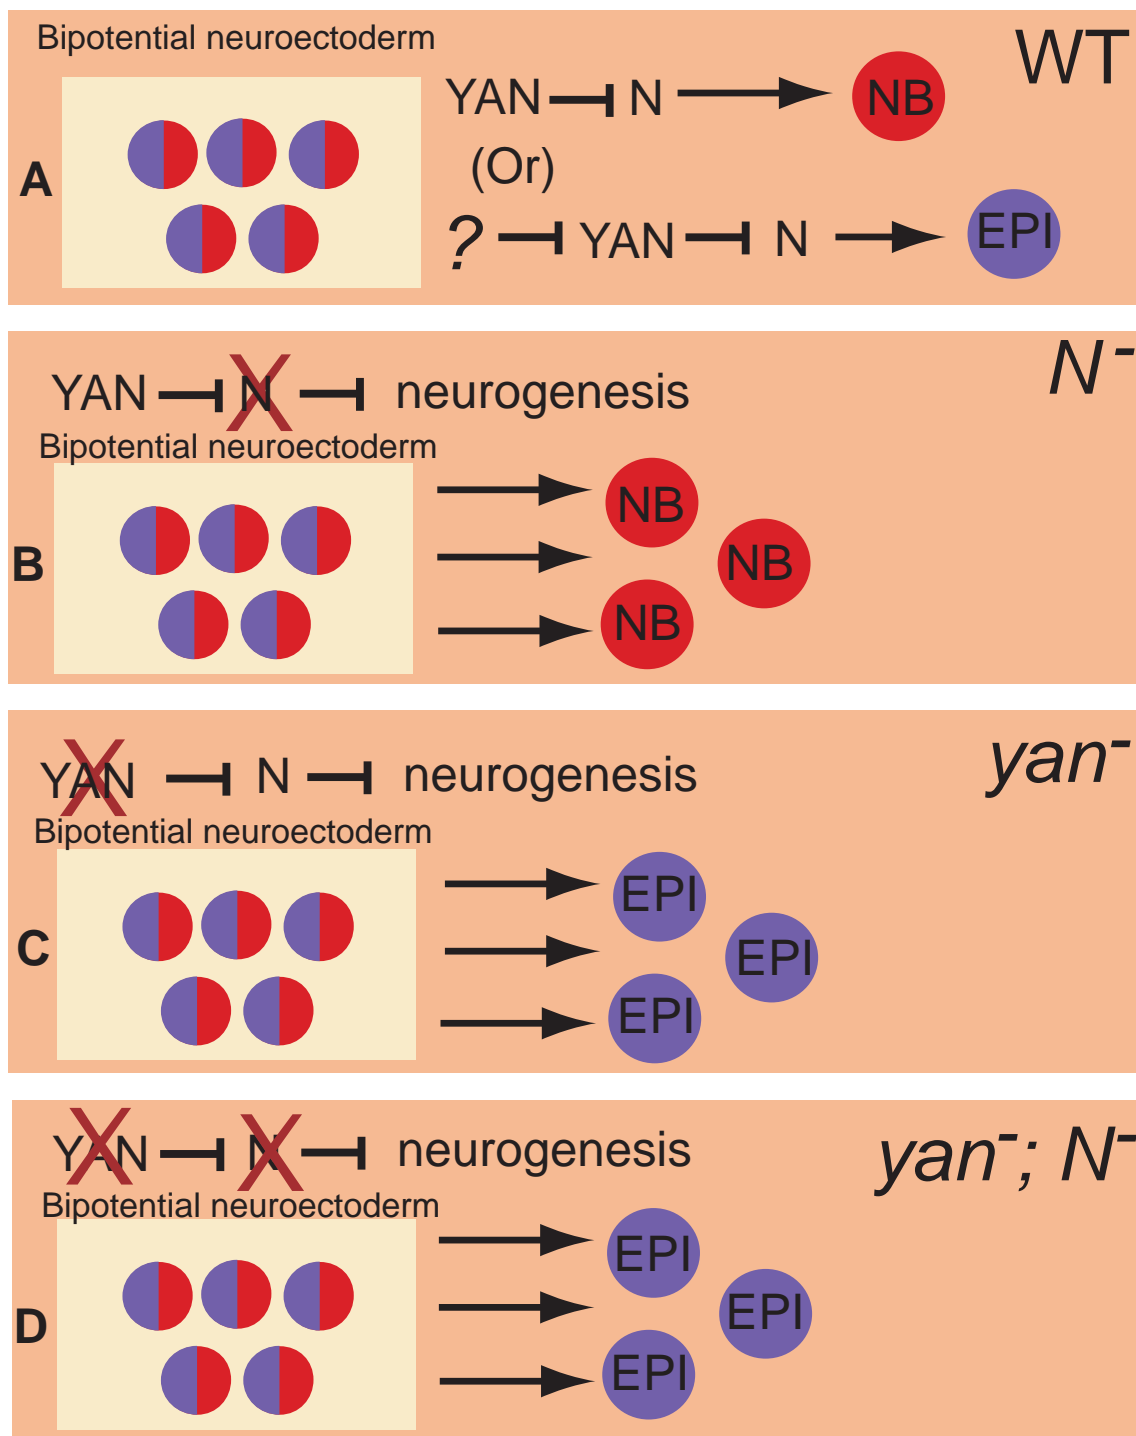 Bipotential neuroectoderm
WT
A
YAN N NB
(Or)
? YAN N EPI
N-
YAN N neurogenesis
Bipotential neuroectoderm
B
NB
NB
NB
yan-
YAN N neurogenesis
Bipotential neuroectoderm
C
EPI
EPI
EPI
yan-; N-
YAN N neurogenesis
Bipotential neuroectoderm
D
EPI
EPI
EPI